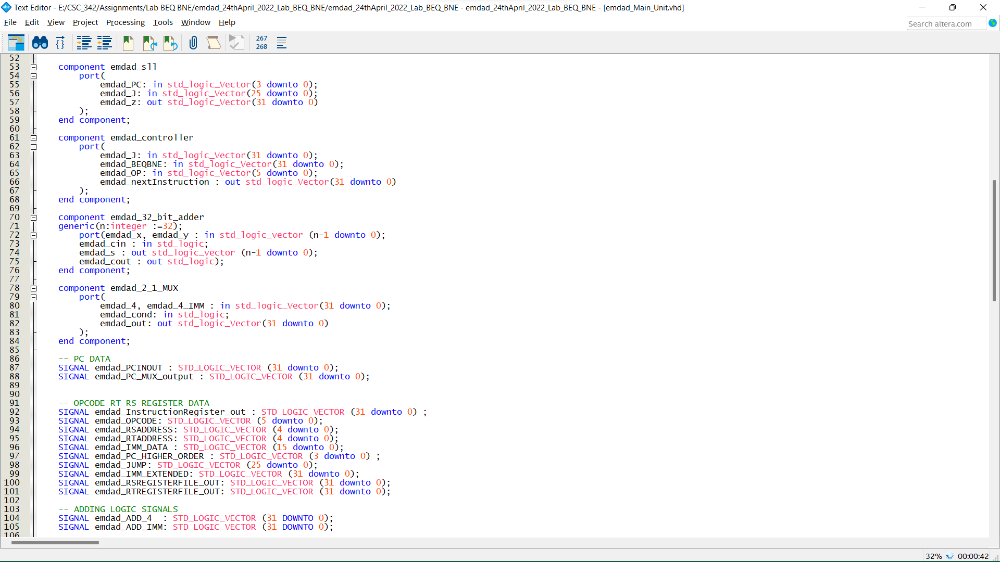 Text Editor - E:/CSC_342/Assignments/Lab BEQ BNE/emdad_24thApril_2022_Lab_BEQ_BNE/emdad_24thApril_2022_Lab_BEQ_BNE - emdad_24thApril_2022_Lab_BEQ_BNE - [emdad_Main_Unit.vhd]
File Edit View Project Processing Tools Window Help
Search altera.com
267
268
52
53 component emdad_sll
54 port(
55 emdad_PC: in std_logic_Vector(3 downto 0);
56 emdad_J: in std_logic_Vector(25 downto 0);
57 emdad_z: out std_logic_Vector(31 downto 0)
58 );
59 end component;
60
61 component emdad_controller
62 port(
63 emdad_J: in std_logic_Vector(31 downto 0);
64 emdad_BEQBNE: in std_logic_Vector(31 downto 0);
65 emdad_OP: in std_logic_Vector(5 downto 0);
66 emdad_nextInstruction : out std_logic_Vector(31 downto 0)
67 );
68 end component;
69
70 component emdad_32_bit_adder
71 generic(n:integer :=32);
72 port(emdad_x, emdad_y : in std_logic_vector (n-1 downto 0);
73 emdad_cin : in std_logic;
74 emdad_s : out std_logic_vector (n-1 downto 0);
75 emdad_cout : out std_logic);
76 end component;
77
78 component emdad_2_1_MUX
79 port(
80 emdad_4, emdad_4_IMM : in std_logic_Vector(31 downto 0);
81 emdad_cond: in std_logic;
82 emdad_out: out std_logic_Vector(31 downto 0)
83 );
84 end component;
85
86 -- PC DATA
87 SIGNAL emdad_PCINOUT : STD_LOGIC_VECTOR (31 downto 0);
88 SIGNAL emdad_PC_MUX_output : STD_LOGIC_VECTOR (31 downto 0);
89
90
91 -- OPCODE RT RS REGISTER DATA
92 SIGNAL emdad_InstructionRegister_out : STD_LOGIC_VECTOR (31 downto 0) ;
93 SIGNAL emdad_OPCODE: STD_LOGIC_VECTOR (5 downto 0);
94 SIGNAL emdad_RSADDRESS: STD_LOGIC_VECTOR (4 downto 0);
95 SIGNAL emdad_RTADDRESS: STD_LOGIC_VECTOR (4 downto 0);
96 SIGNAL emdad_IMM_DATA : STD_LOGIC_VECTOR (15 downto 0);
97 SIGNAL emdad_PC_HIGHER_ORDER : STD_LOGIC_VECTOR (3 downto 0) ;
98 SIGNAL emdad_JUMP: STD_LOGIC_VECTOR (25 downto 0);
99 SIGNAL emdad_IMM_EXTENDED: STD_LOGIC_VECTOR (31 downto 0);
100 SIGNAL emdad_RSREGISTERFILE_OUT: STD_LOGIC_VECTOR (31 downto 0);
101 SIGNAL emdad_RTREGISTERFILE_OUT: STD_LOGIC_VECTOR (31 downto 0);
102
103 -- ADDING LOGIC SIGNALS
104 SIGNAL emdad_ADD_4 : STD_LOGIC_VECTOR (31 DOWNTO 0);
105 SIGNAL emdad_ADD_IMM: STD_LOGIC_VECTOR (31 DOWNTO 0);
106
32% 00:00:42